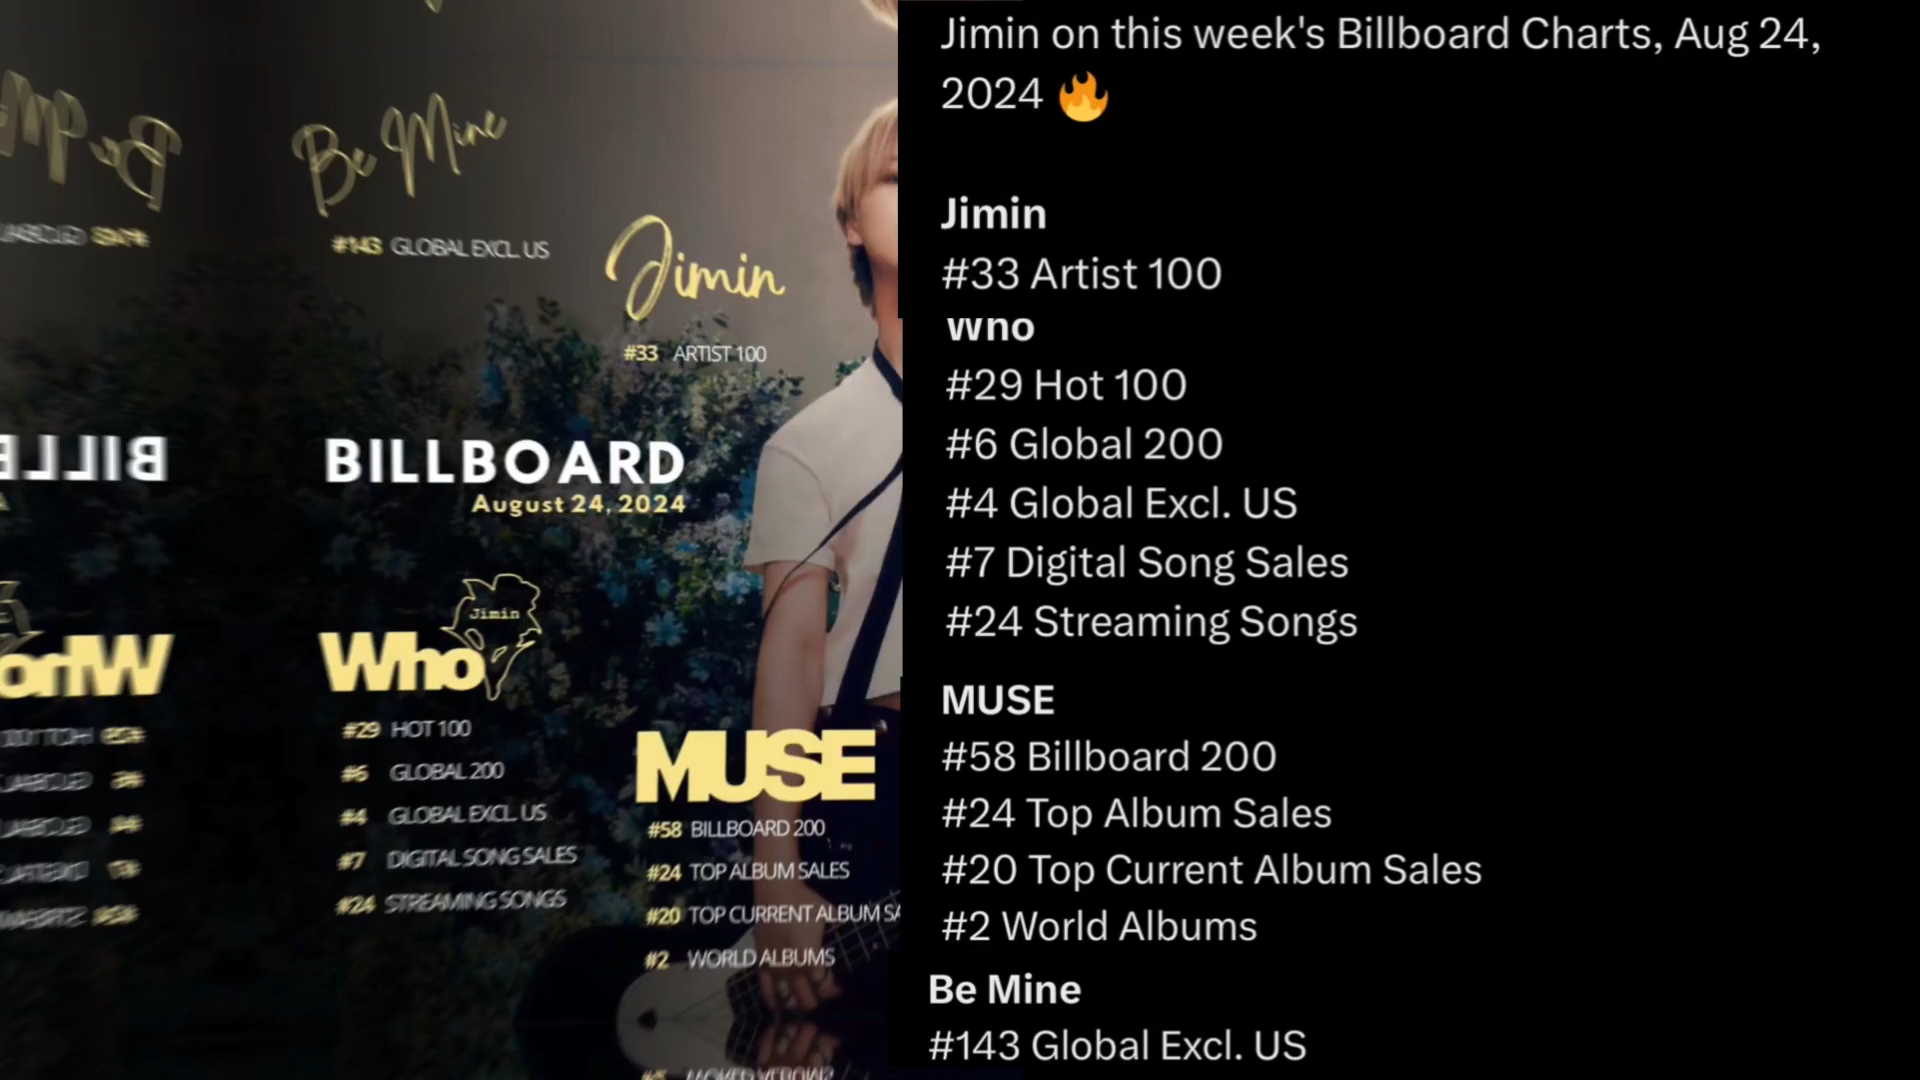 Be Mine
#143 GLOBAL EXCL. US
Jimin
#33 ARTIST 100
BILLBOARD
August 24, 2024
Jimin
Who
#29 HOT 100
#6 GLOBAL 200
#4 GLOBAL EXCL. US
#7 DIGITAL SONG SALES
#24 STREAMING SONGS
MUSE
#58 BILLBOARD 200
#24 TOP ALBUM SALES
#20 TOP CURRENT ALBUM SA
#2 WORLD ALBUMS
Jimin on this week's Billboard Charts, Aug 24,
2024 🔥
Jimin
#33 Artist 100
Who
#29 Hot 100
#6 Global 200
#4 Global Excl. US
#7 Digital Song Sales
#24 Streaming Songs
MUSE
#58 Billboard 200
#24 Top Album Sales
#20 Top Current Album Sales
#2 World Albums
Be Mine
#143 Global Excl. US